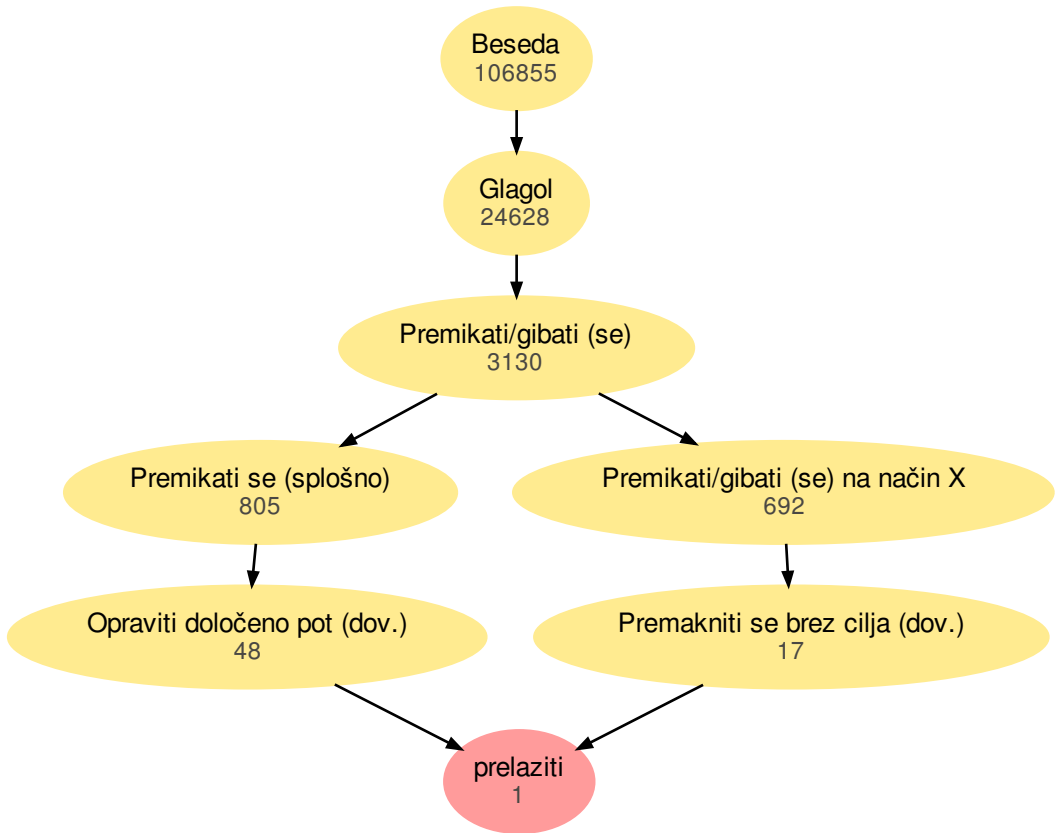 Beseda
106855
Glagol
24628
Premikati/gibati (se)
3130
Premikati se (splošno)
805
Premikati/gibati (se) na način X
692
Opraviti določeno pot (dov.)
48
Premakniti se brez cilja (dov.)
17
prelaziti
1